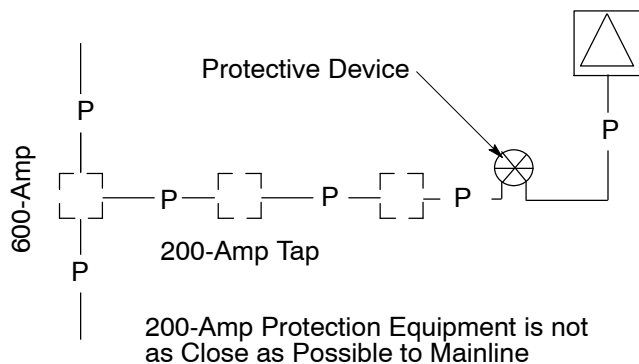 Protective Device
P
P
600-Amp
P
P
P
200-Amp Tap
P
200-Amp Protection Equipment is not
as Close as Possible to Mainline